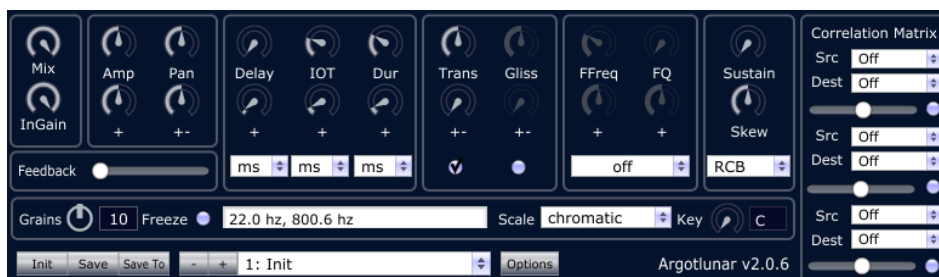 Mix
InGain
Amp Pan
+ +-
Delay IOT Dur
+ + +
ms ms ms
Trans Gliss
+- +-
FFreq FQ
+ +
off
Sustain
Skew
RCB
Feedback
Grains 10 Freeze 22.0 hz, 800.6 hz Scale chromatic Key C
Init Save Save To - + 1: Init Options Argotlunar v2.0.6
Correlation Matrix
Src Off
Dest Off
Src Off
Dest Off
Src Off
Dest Off